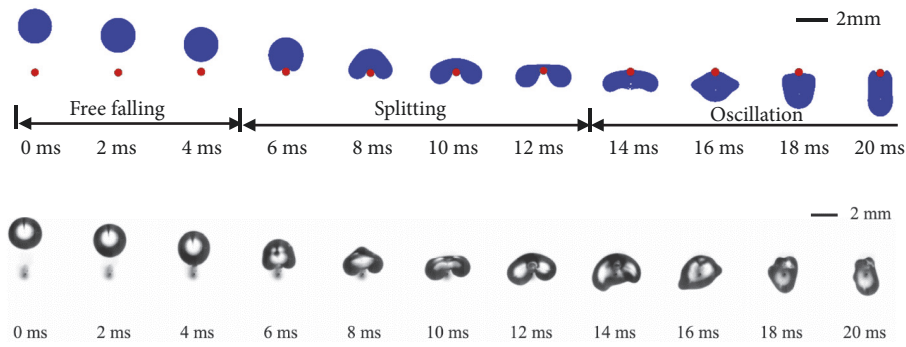 2mm
Free falling Splitting Oscillation
0 ms 2 ms 4 ms 6 ms 8 ms 10 ms 12 ms 14 ms 16 ms 18 ms 20 ms
2 mm
0 ms 2 ms 4 ms 6 ms 8 ms 10 ms 12 ms 14 ms 16 ms 18 ms 20 ms